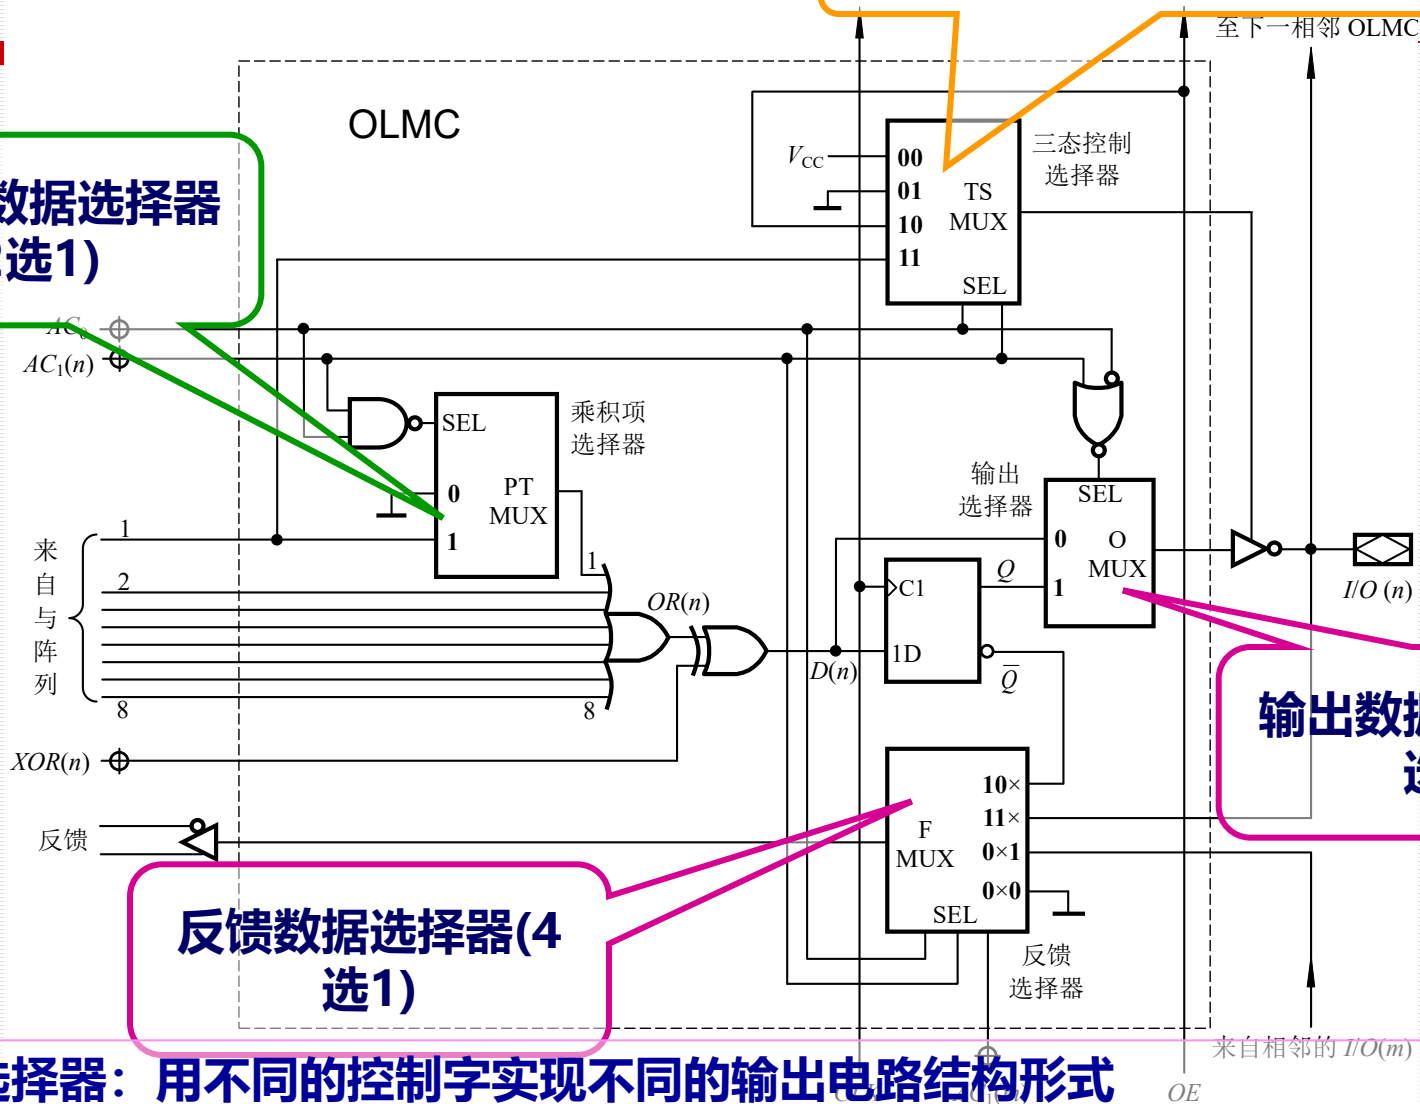 至下一相邻 OLMC
OLMC
数据选择器
选1)
V_CC
00
01
10
11
TS
MUX
SEL
三态控制
选择器
AC₀
AC₁(n)
SEL
0
1
PT
MUX
乘积项
选择器
输出
选择器
SEL
0
1
O
MUX
I/O (n)
来
自
与
阵
列
1
2
8
1
8
OR(n)
D(n)
C1
1D
Q
Q̅
XOR(n)
反馈
输出数据
F
MUX
10×
11×
0×1
0×0
SEL
反馈
选择器
反馈数据选择器(4
选1)
来自相邻的 I/O(m)
选择器：用不同的控制字实现不同的输出电路结构形式
OE